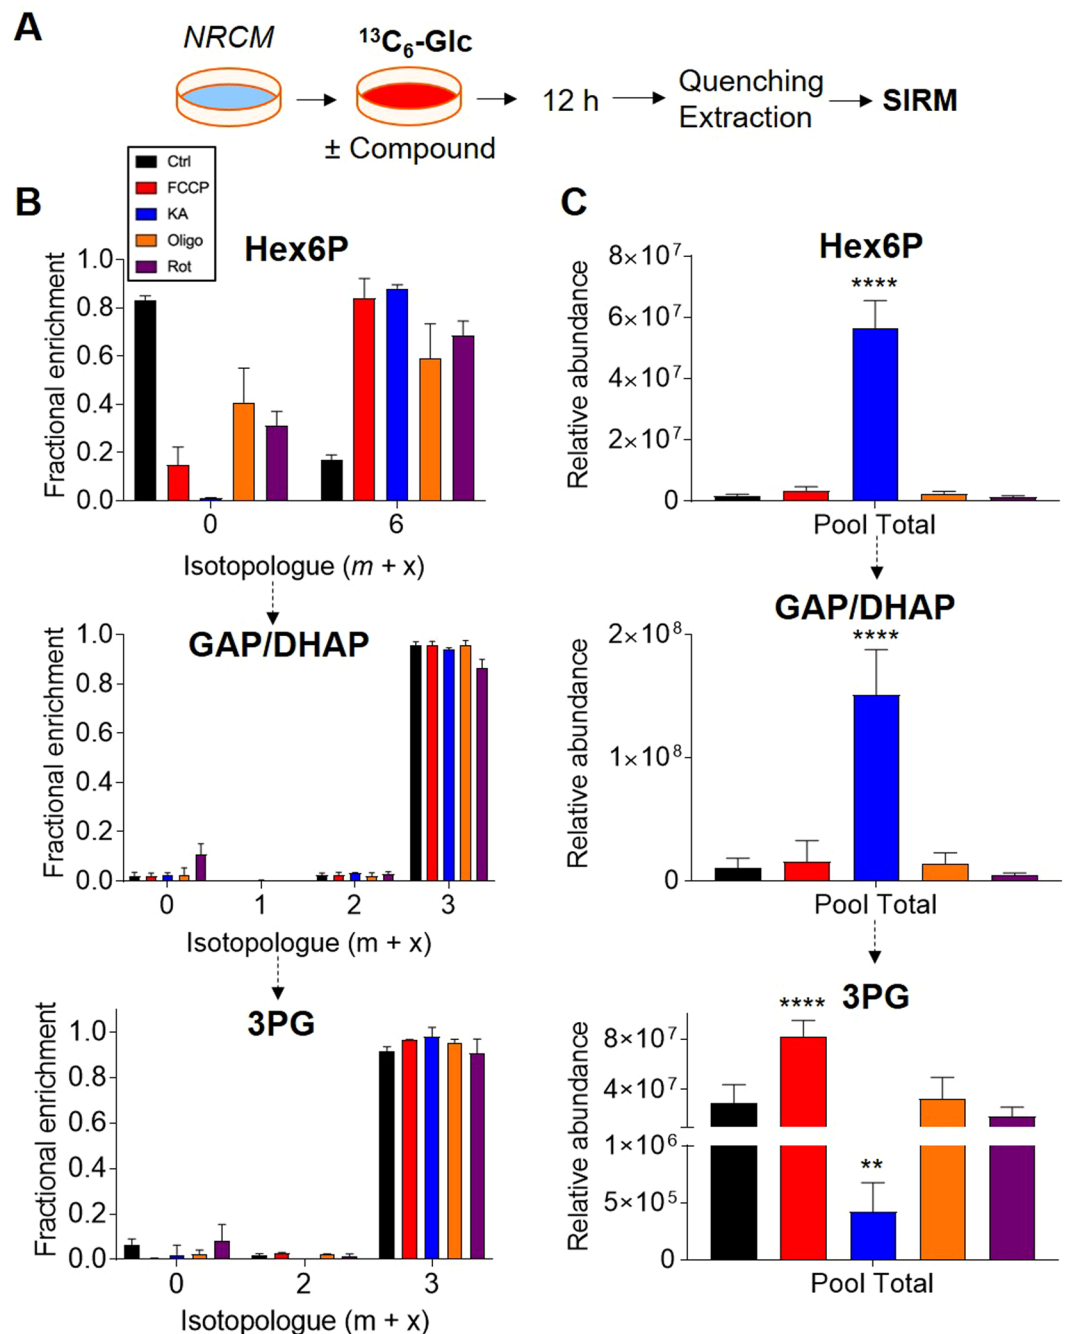 A
NRCM
¹³C₆-Glc
± Compound
12 h
Quenching
Extraction
SIRM
Ctrl
FCCP
KA
Oligo
Rot
B
Hex6P
Fractional enrichment
1.0
0.8
0.6
0.4
0.2
0.0
0
6
Isotopologue (m + x)
GAP/DHAP
Fractional enrichment
1.0
0.8
0.6
0.4
0.2
0.0
0
1
2
3
Isotopologue (m + x)
3PG
Fractional enrichment
1.0
0.8
0.6
0.4
0.2
0.0
0
2
3
Isotopologue (m + x)
C
Hex6P
Relative abundance
8×10⁷
6×10⁷
4×10⁷
2×10⁷
0
****
Pool Total
GAP/DHAP
Relative abundance
2×10⁸
1×10⁸
0
****
Pool Total
3PG
Relative abundance
8×10⁷
4×10⁷
1×10⁶
5×10⁵
0
****
**
Pool Total